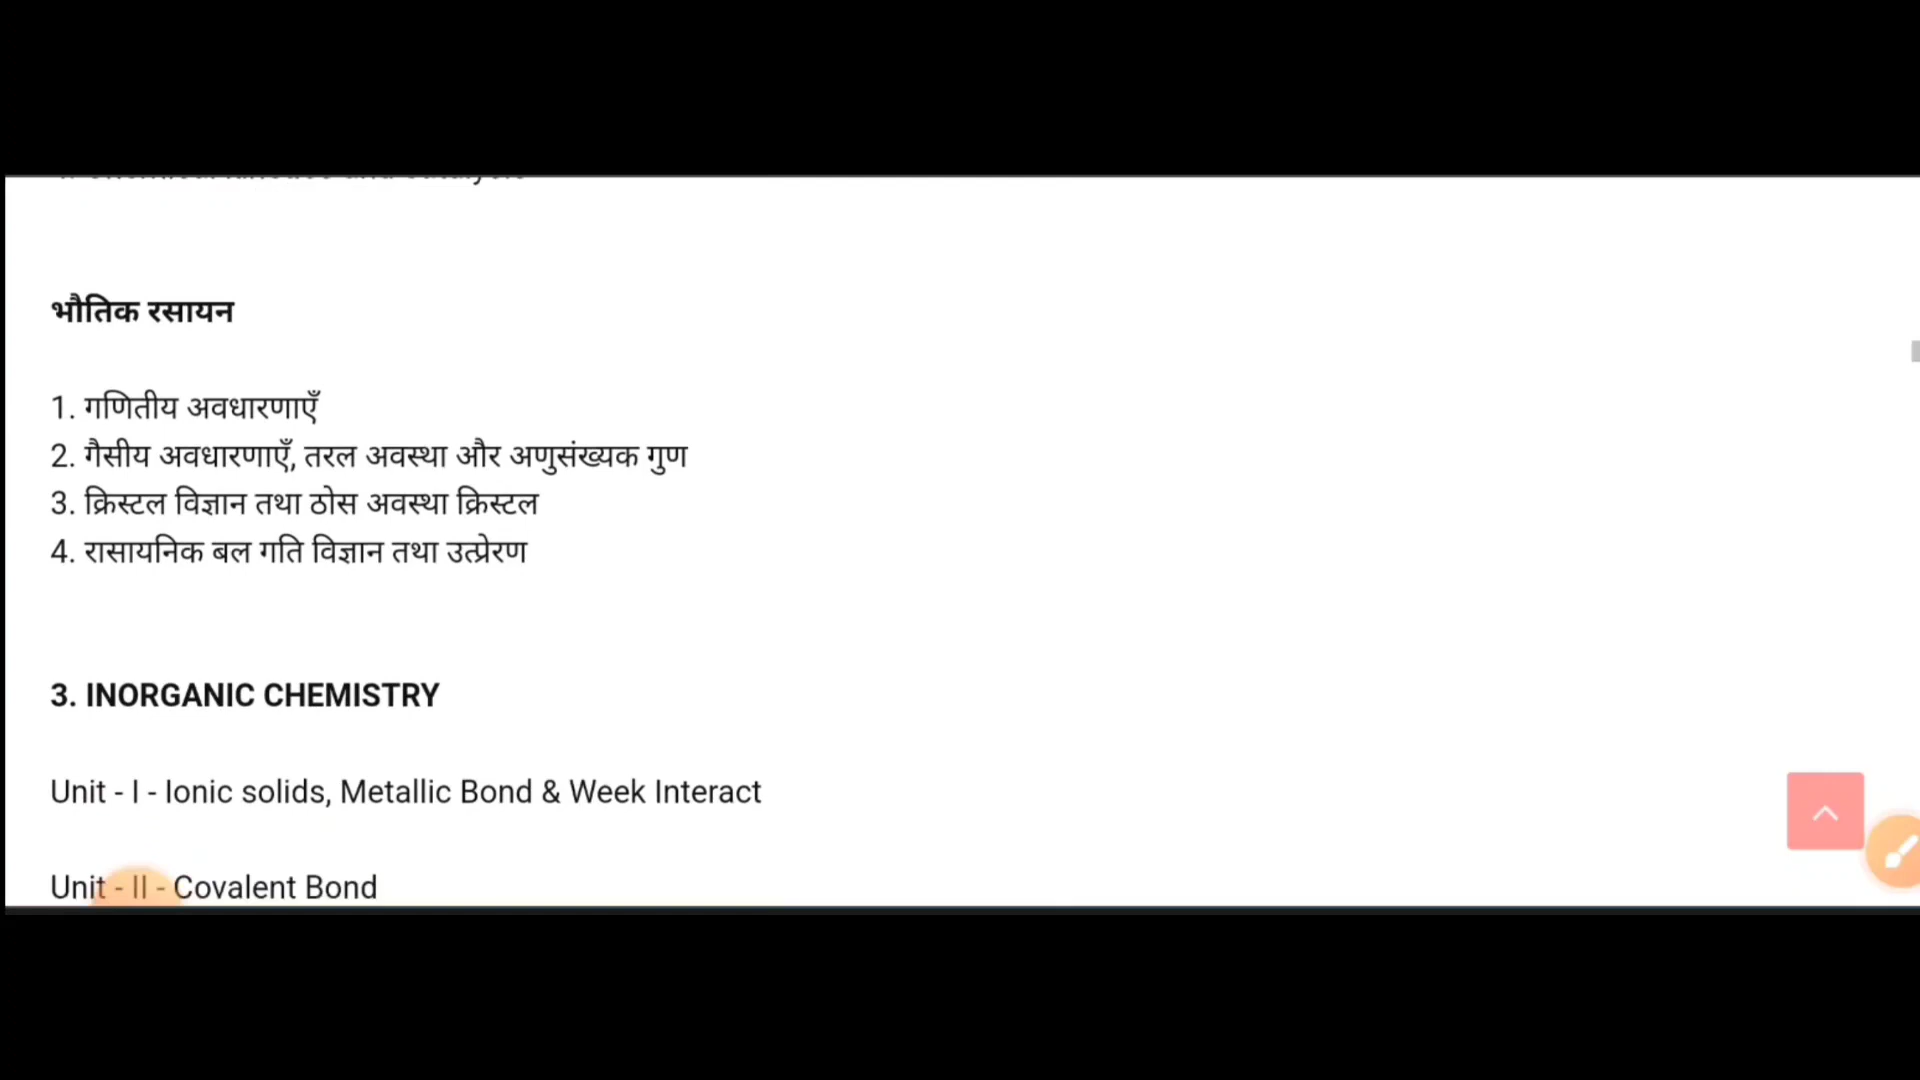 भौतिक रसायन
1. गणितीय अवधारणाएँ
2. गैसीय अवधारणाएँ, तरल अवस्था और अणुसंख्यक गुण
3. क्रिस्टल विज्ञान तथा ठोस अवस्था क्रिस्टल
4. रासायनिक बल गति विज्ञान तथा उत्प्रेरण
3. INORGANIC CHEMISTRY
Unit - I - Ionic solids, Metallic Bond & Week Interact
Unit - II - Covalent Bond